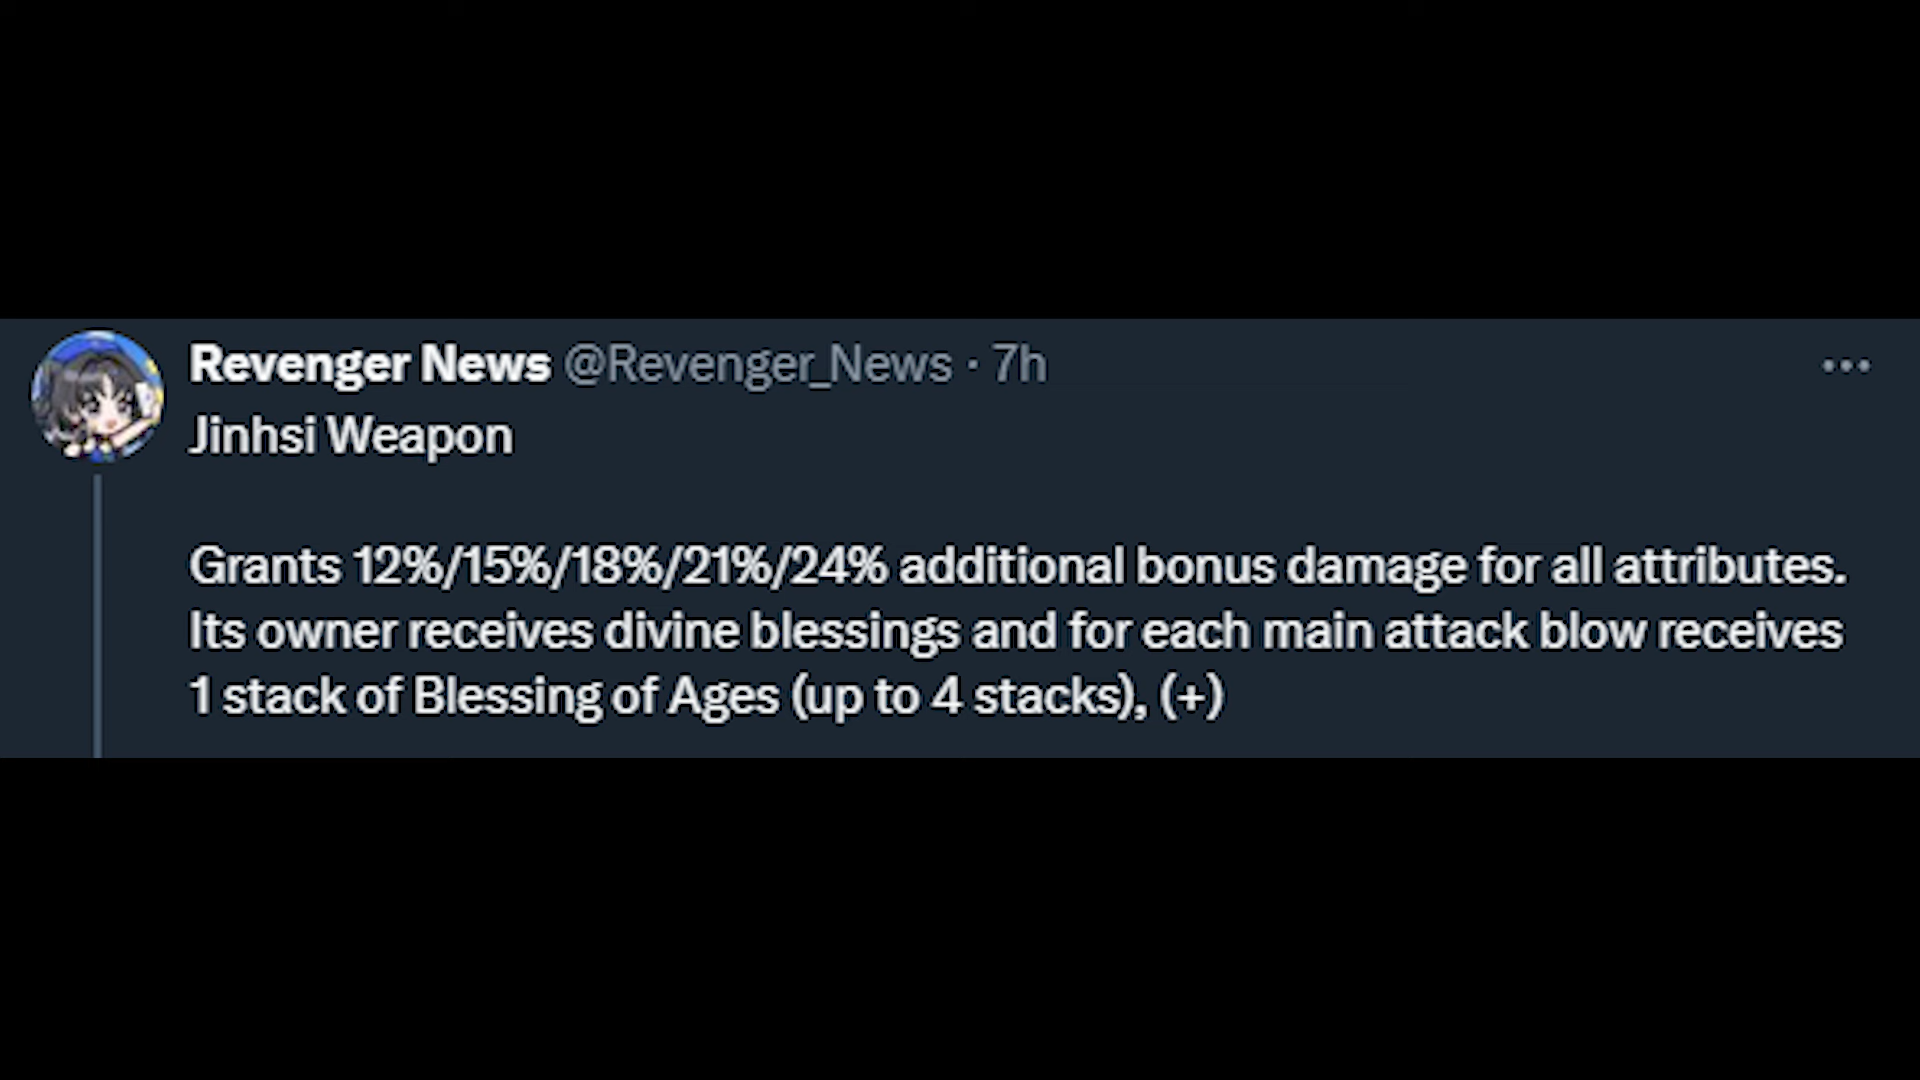 Revenger News @Revenger_News · 7h
Jinhsi Weapon
Grants 12%/15%/18%/21%/24% additional bonus damage for all attributes.
Its owner receives divine blessings and for each main attack blow receives
1 stack of Blessing of Ages (up to 4 stacks), (+)